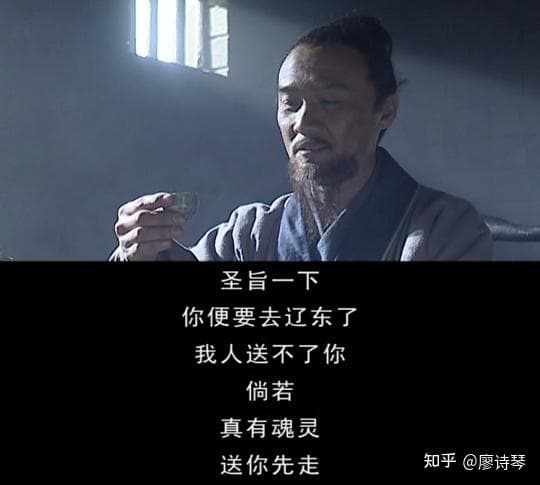 圣旨一下
你便要去辽东了
我人送不了你
倘若
真有魂灵
送你先走
知乎 @廖诗琴